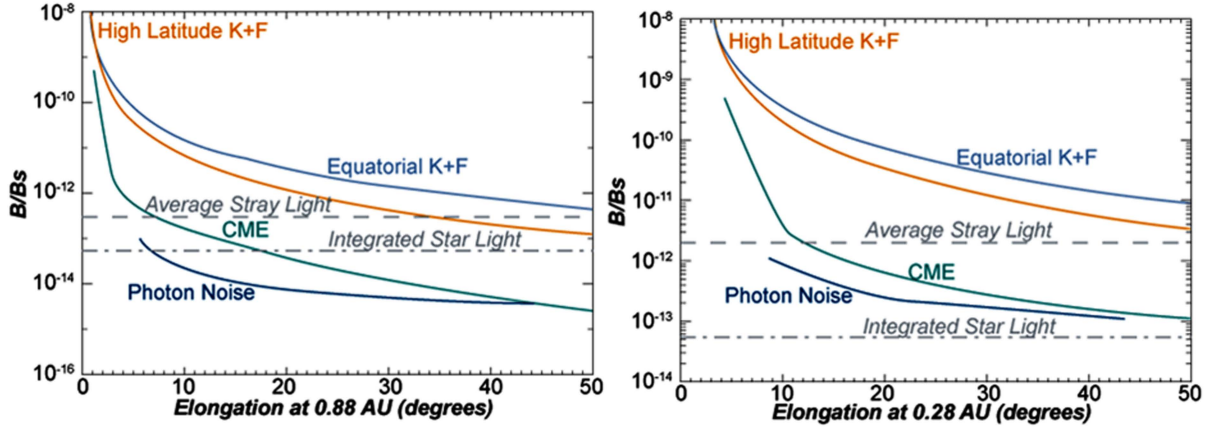 10⁻⁸
High Latitude K+F
10⁻¹⁰
Equatorial K+F
10⁻¹²
Average Stray Light
CME
Integrated Star Light
10⁻¹⁴
Photon Noise
10⁻¹⁶
B/Bs
0 10 20 30 40 50
Elongation at 0.88 AU (degrees)
10⁻⁸
High Latitude K+F
10⁻⁹
10⁻¹⁰
Equatorial K+F
10⁻¹¹
Average Stray Light
10⁻¹²
CME
Photon Noise
10⁻¹³
Integrated Star Light
10⁻¹⁴
B/Bs
0 10 20 30 40 50
Elongation at 0.28 AU (degrees)